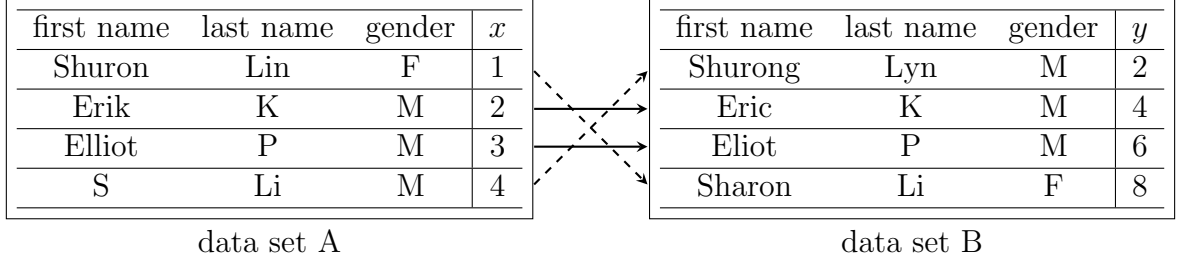 first name last name gender x first name last name gender y
Shuron Lin F 1 Shurong Lyn M 2
Erik K M 2 Eric K M 4
Elliot P M 3 Eliot P M 6
S Li M 4 Sharon Li F 8
data set A data set B